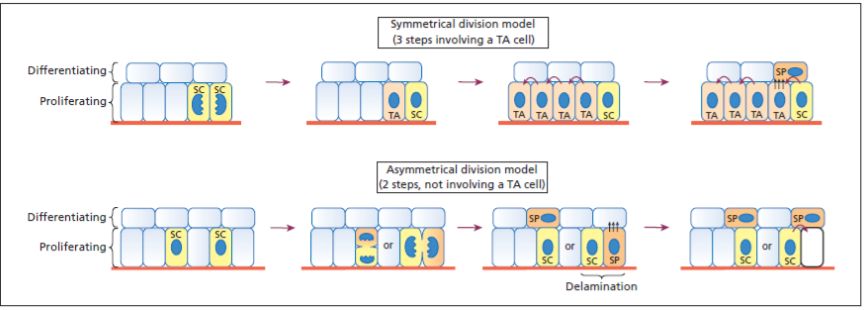 Symmetrical division model
(3 steps involving a TA cell)
Differentiating
SP
Proliferating
SC SC
TA SC
TA TA TA TA SC
TA TA TA TA SC
Asymmetrical division model
(2 steps, not involving a TA cell)
Differentiating
SP
SP SP
Proliferating
SC SC
or
SC or SC SP
SC or SC
Delamination